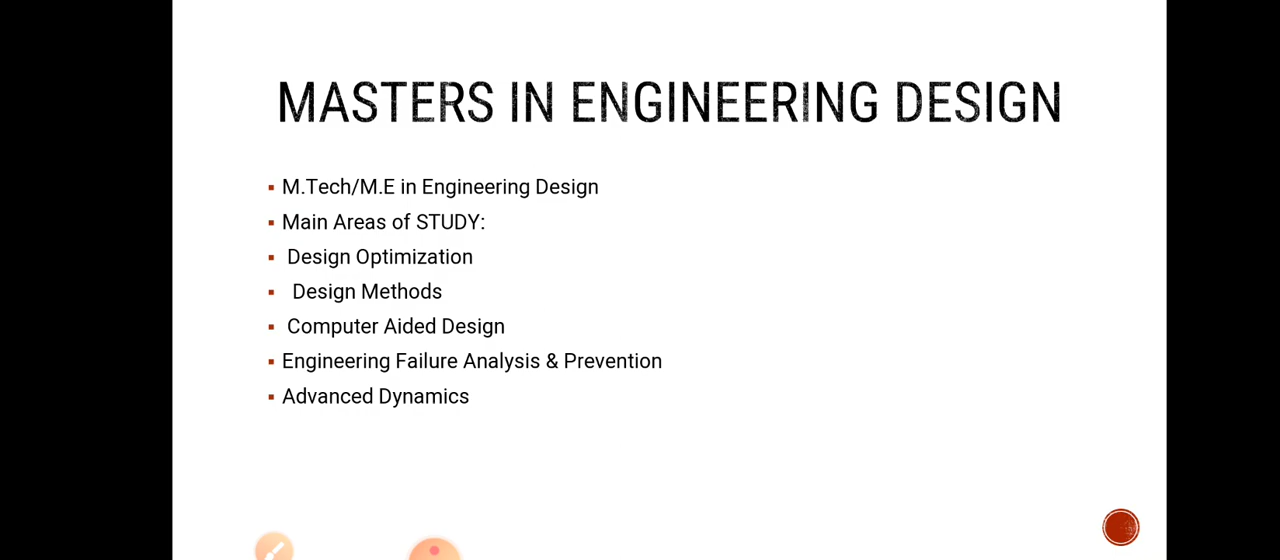 MASTERS IN ENGINEERING DESIGN
M.Tech/M.E in Engineering Design
Main Areas of STUDY:
Design Optimization
Design Methods
Computer Aided Design
Engineering Failure Analysis & Prevention
Advanced Dynamics